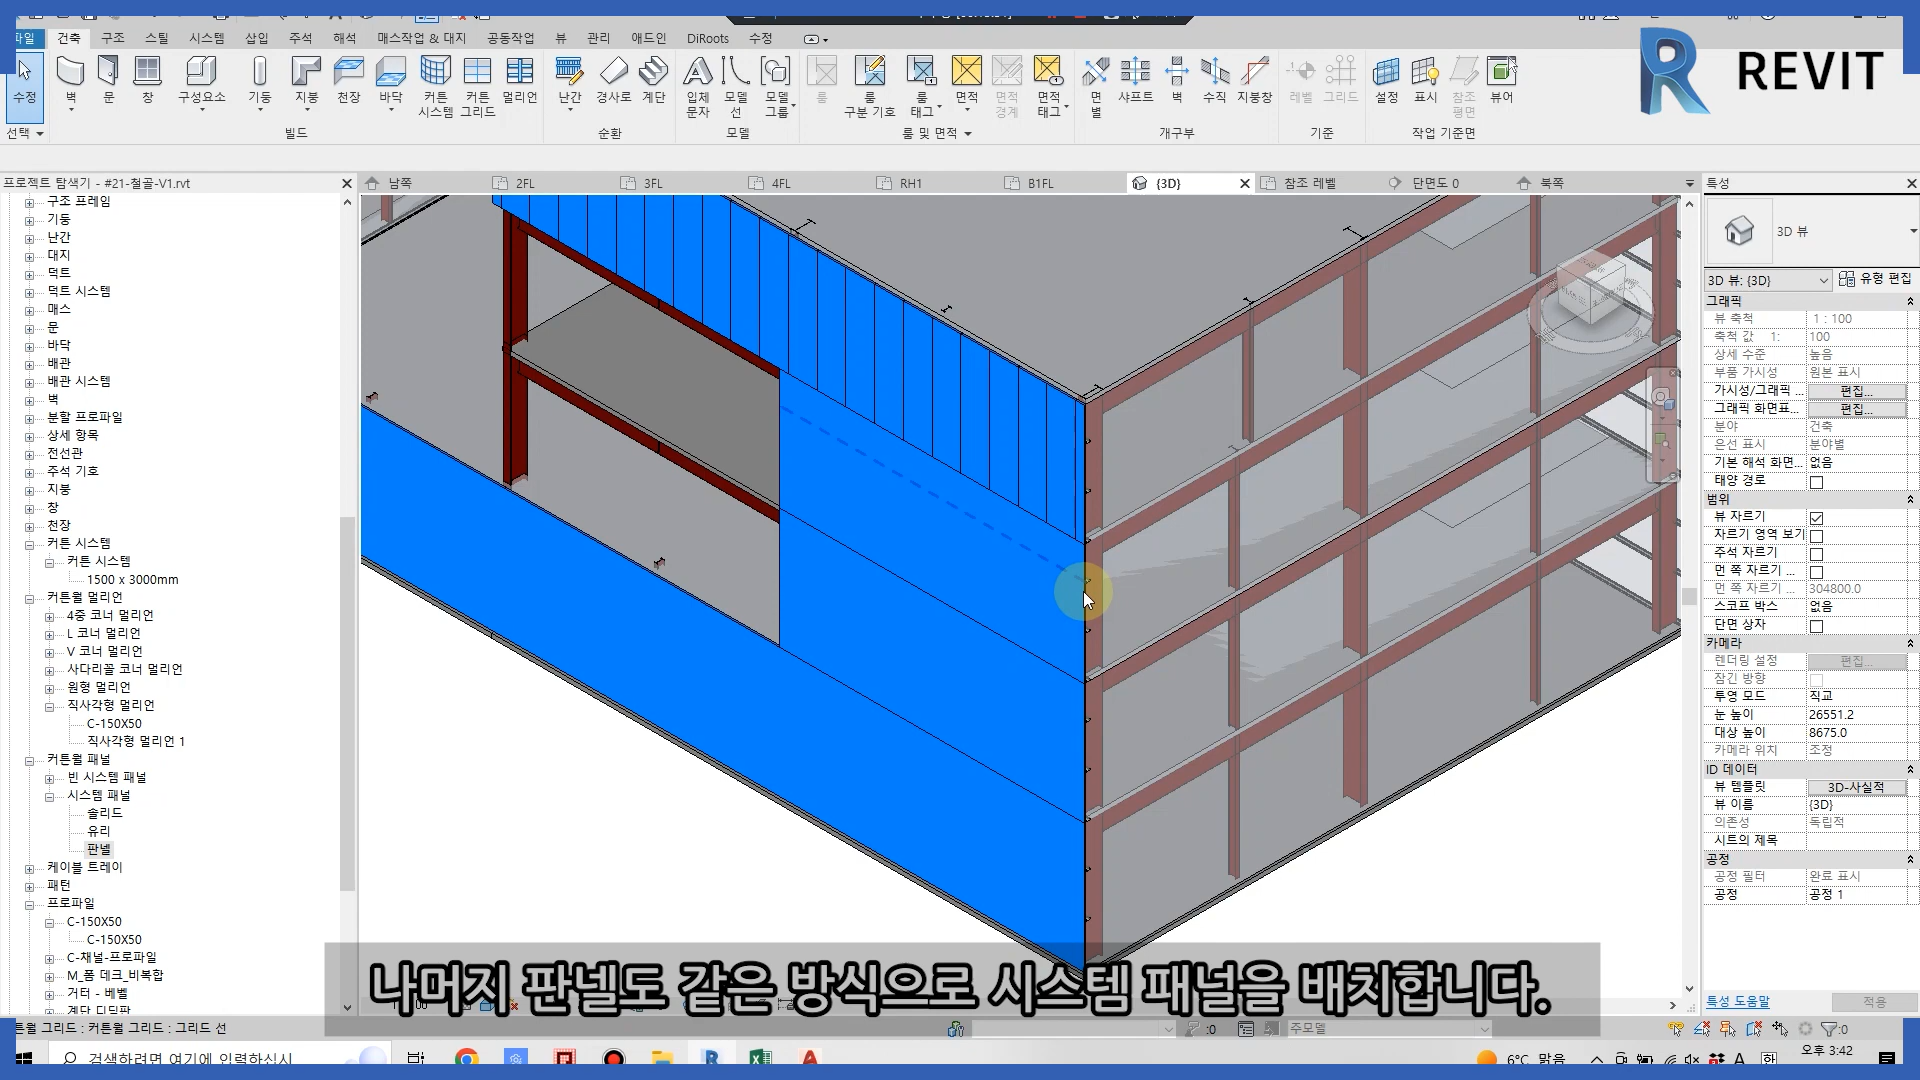 파일 건축 구조 스틸 시스템 삽입 주석 해석 매스작업 & 대지 공동작업 뷰 관리 애드인 DiRoots 수정
REVIT
수정 벽 문 창 구성요소 기둥 지붕 천장 바닥 커튼 시스템 커튼 그리드 멀리언 난간 경사로 계단 입체 문자 모델 선 모델 그룹 룸 룸 구분 기호 룸 태그 면적 면적 경계 면적 태그 면 별 샤프트 벽 수직 지붕창 레벨 그리드 설정 표시 참조 평면 뷰어
선택 빌드 순환 모델 룸 및 면적 개구부 기준 작업 기준면
프로젝트 탐색기 - #21-철골-V1.rvt
남쪽 2FL 3FL 4FL RH1 B1FL {3D} 참조 레벨 단면도 0 북쪽
구조 프레임
기둥
난간
대지
덕트
덕트 시스템
매스
문
바닥
배관
배관 시스템
벽
분할 프로파일
상세 항목
전선관
주석 기호
지붕
창
천장
커튼 시스템
커튼 시스템
1500 x 3000mm
커튼월 멀리언
4중 코너 멀리언
L 코너 멀리언
V 코너 멀리언
사다리꼴 코너 멀리언
원형 멀리언
직사각형 멀리언
C-150X50
직사각형 멀리언 1
커튼월 패널
빈 시스템 패널
시스템 패널
솔리드
유리
판넬
케이블 트레이
패턴
프로파일
C-150X50
C-150X50
C-채널-프로파일
M_폼 데크_비복합
거터 - 베벨
계단 디딤판
특성
3D 뷰
3D 뷰: {3D} 유형 편집
그래픽
뷰 축척 1 : 100
축척 값 1: 100
상세 수준 높음
부품 가시성 원본 표시
가시성/그래픽 ... 편집...
그래픽 화면표... 편집...
분야 건축
은선 표시 분야별
기본 해석 화면... 없음
태양 경로
범위
뷰 자르기
자르기 영역 보기
주석 자르기
먼 쪽 자르기 ...
먼 쪽 자르기 ... 304800.0
스코프 박스 없음
단면 상자
카메라
렌더링 설정 편집...
잠긴 방향
투영 모드 직교
눈 높이 26551.2
대상 높이 8675.0
카메라 위치 조정
ID 데이터
뷰 템플릿 3D-사실적
뷰 이름 {3D}
의존성 독립적
시트의 제목
공정
공정 필터 완료 표시
공정 공정 1
특성 도움말 적용
나머지 판넬도 같은 방식으로 시스템 패널을 배치합니다.
튼월 그리드 : 커튼월 그리드 : 그리드 선 :0 주모델 :0
검색하려면 여기에 입력하십시 6°C 맑음 A 한 오후 3:42